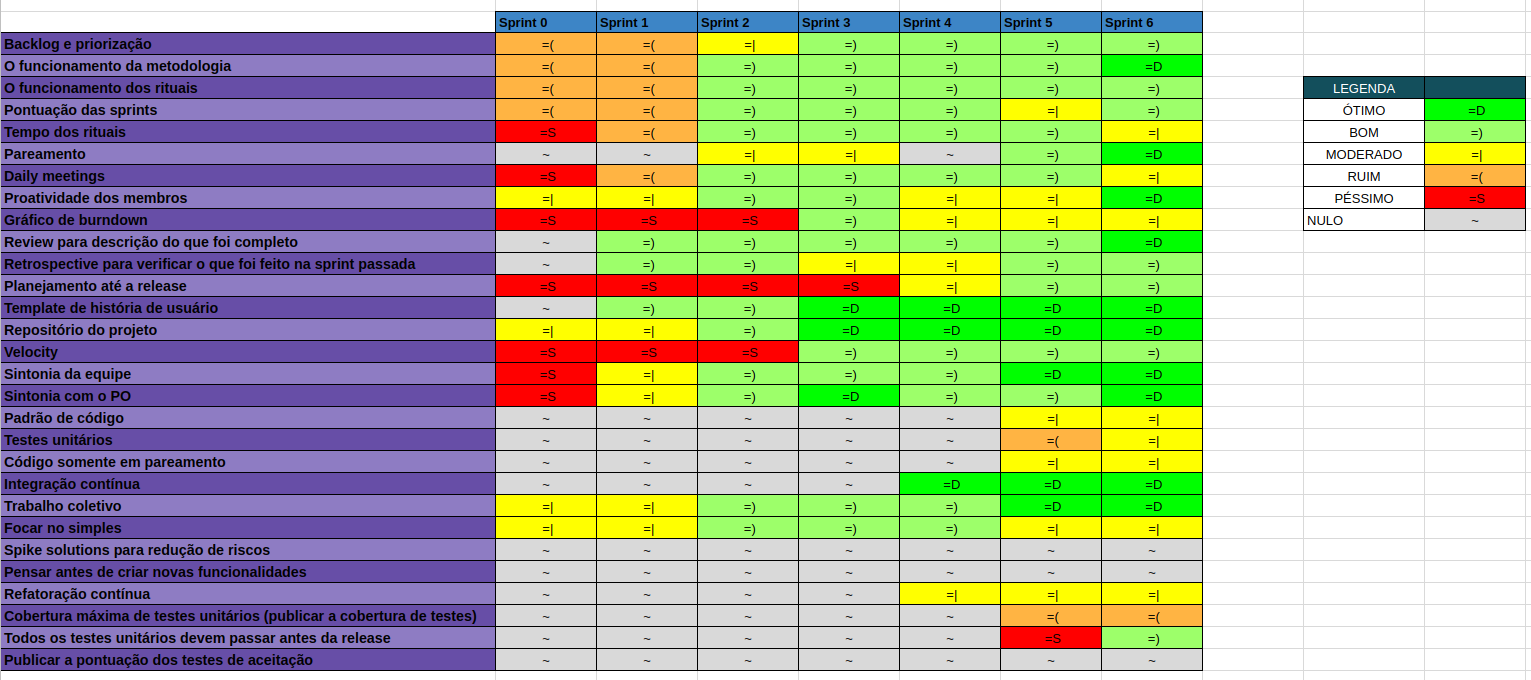 Sprint 0 Sprint 1 Sprint 2 Sprint 3 Sprint 4 Sprint 5 Sprint 6
Backlog e priorização =( =( =| =) =) =) =)
O funcionamento da metodologia =( =( =) =) =) =) =D
O funcionamento dos rituais =( =( =) =) =) =) =)
Pontuação das sprints =( =( =) =) =) =| =)
Tempo dos rituais =S =( =) =) =) =) =|
Pareamento ~ ~ =| =| ~ =) =D
Daily meetings =S =( =) =) =) =) =|
Proatividade dos membros =| =| =) =) =| =| =D
Gráfico de burndown =S =S =S =) =| =| =|
Review para descrição do que foi completo ~ =) =) =) =) =) =D
Retrospective para verificar o que foi feito na sprint passada ~ =) =) =| =| =) =)
Planejamento até a release =S =S =S =S =| =) =)
Template de história de usuário ~ =) =) =D =D =D =D
Repositório do projeto =| =| =) =D =D =D =D
Velocity =S =S =S =) =) =) =)
Sintonia da equipe =S =| =) =) =) =D =D
Sintonia com o PO =S =| =) =D =) =) =D
Padrão de código ~ ~ ~ ~ ~ =| =|
Testes unitários ~ ~ ~ ~ ~ =( =|
Código somente em pareamento ~ ~ ~ ~ ~ =| =|
Integração contínua ~ ~ ~ ~ =D =D =D
Trabalho coletivo =| =| =) =) =) =D =D
Focar no simples =| =| =) =) =) =| =|
Spike solutions para redução de riscos ~ ~ ~ ~ ~ ~ ~
Pensar antes de criar novas funcionalidades ~ ~ ~ ~ ~ ~ ~
Refatoração contínua ~ ~ ~ ~ =| =| =|
Cobertura máxima de testes unitários (publicar a cobertura de testes) ~ ~ ~ ~ ~ =( =(
Todos os testes unitários devem passar antes da release ~ ~ ~ ~ ~ =S =)
Publicar a pontuação dos testes de aceitação ~ ~ ~ ~ ~ ~ ~
LEGENDA
ÓTIMO =D
BOM =)
MODERADO =|
RUIM =(
PÉSSIMO =S
NULO ~